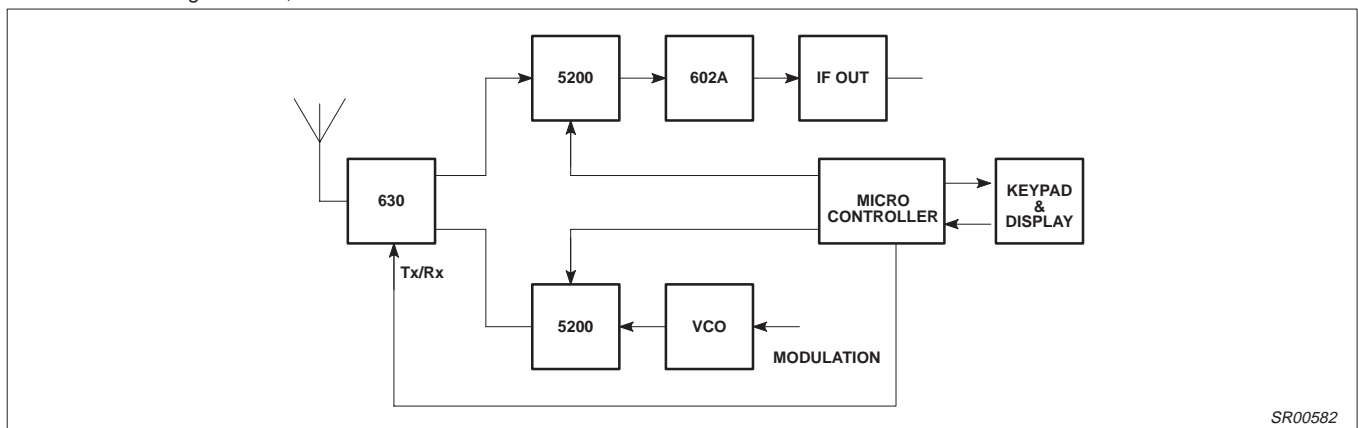 5200
602A
IF OUT
630
MICRO
CONTROLLER
KEYPAD
&
DISPLAY
Tx/Rx
5200
VCO
MODULATION
SR00582